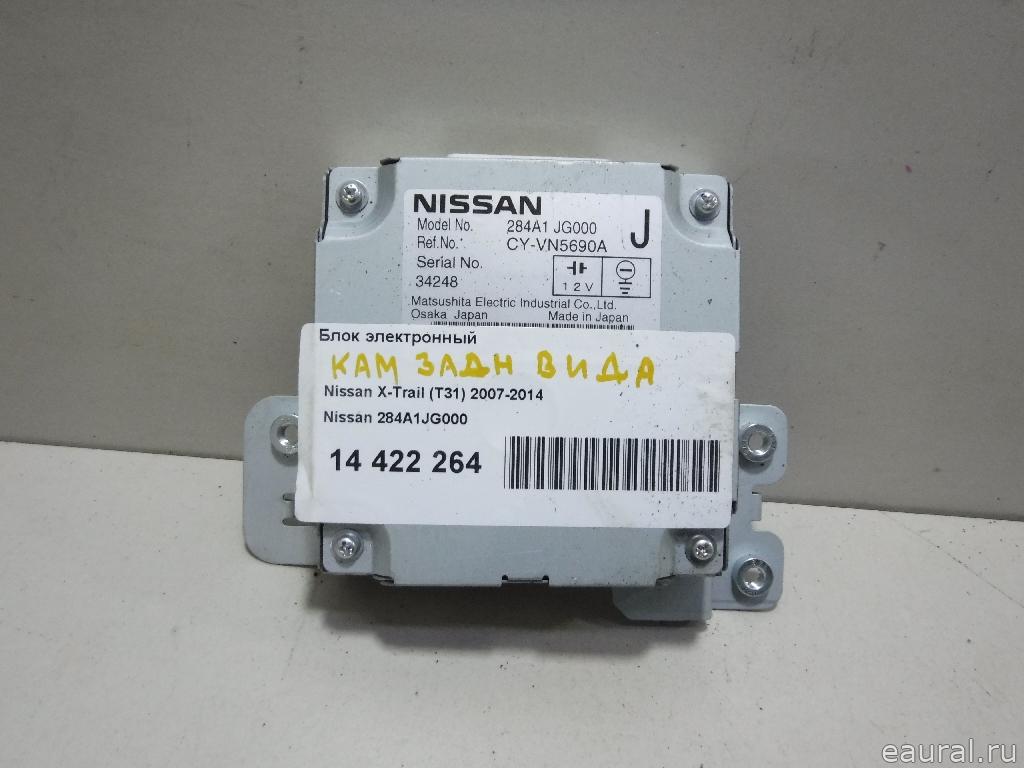 NISSAN
J
Model No. 284A1 JG000
Ref.No. CY-VN5690A
Serial No.
34248
12V
Matsushita Electric Industrial Co.,Ltd.
Osaka Japan Made in Japan
Блок электронный
КАМ ЗАДН ВИДА
Nissan X-Trail (T31) 2007-2014
Nissan 284A1JG000
14 422 264
eaural.ru